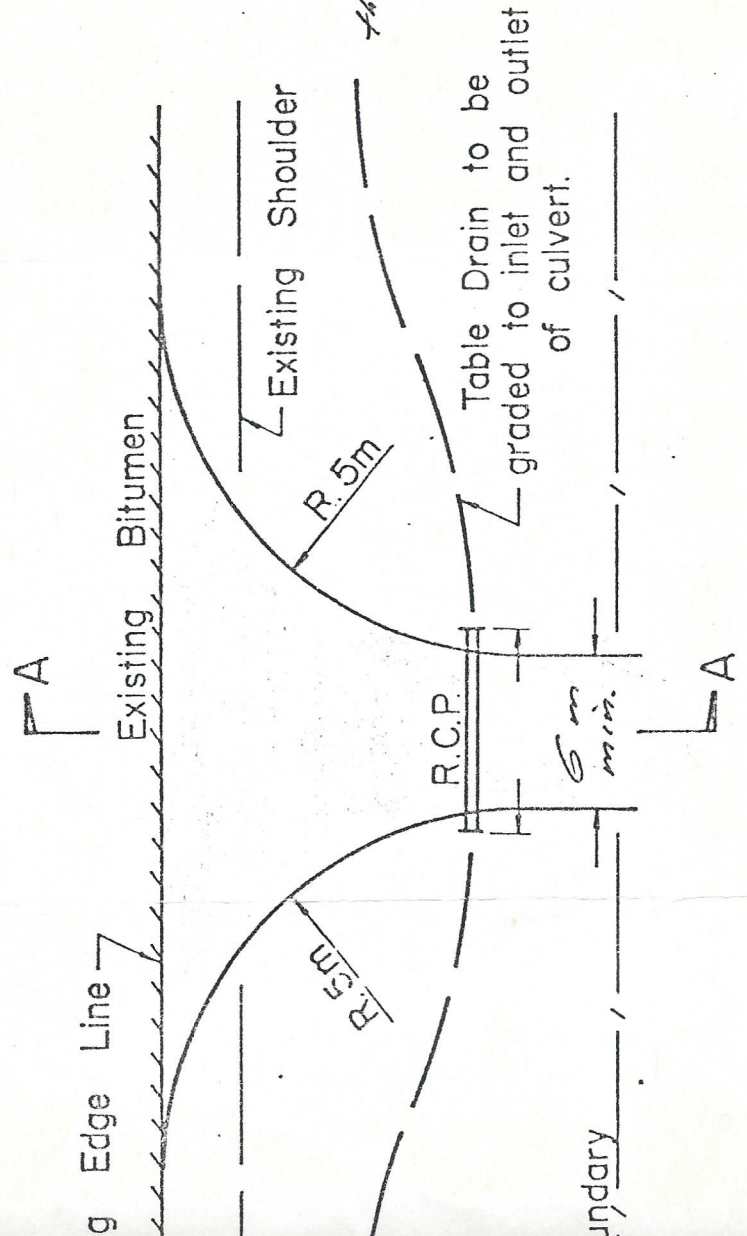 A
Existing Bitumen
g Edge Line
Existing Shoulder
R. 5m
R. 5m
Table Drain to be
graded to inlet and outlet
of culvert.
R.C.P.
6 m
min.
undary
A